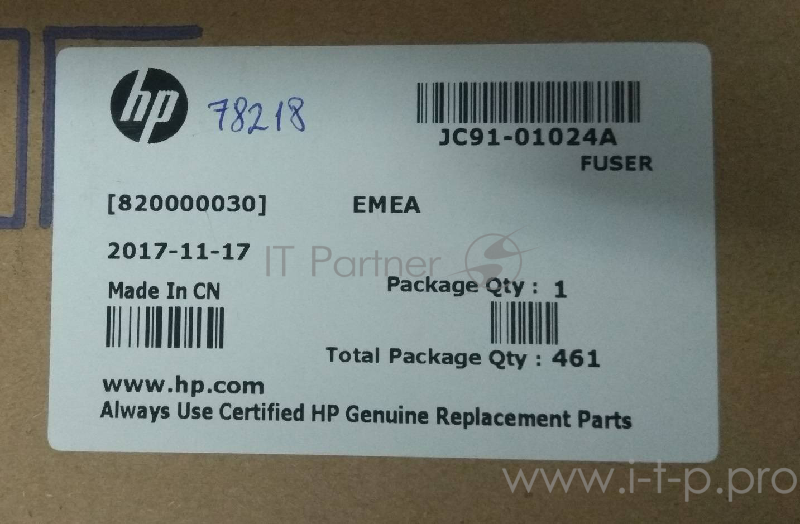 hp 78218
JC91-01024A
FUSER
[820000030] EMEA
2017-11-17
IT Partner
Made In CN
Package Qty : 1
Total Package Qty : 461
www.hp.com
Always Use Certified HP Genuine Replacement Parts
www.i-t-p.pro